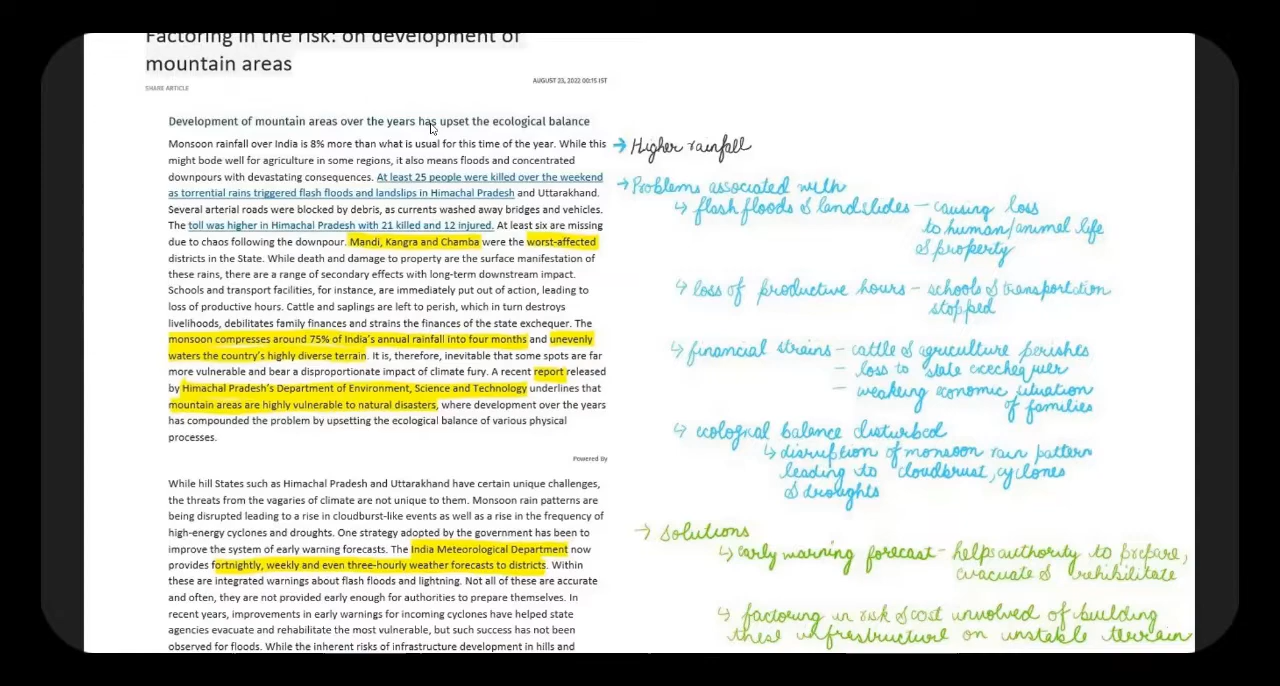 Factoring in the risk: on development of
mountain areas
AUGUST 23, 2022 00:15 IST
SHARE ARTICLE
Development of mountain areas over the years has upset the ecological balance
Monsoon rainfall over India is 8% more than what is usual for this time of the year. While this
might bode well for agriculture in some regions, it also means floods and concentrated
downpours with devastating consequences. At least 25 people were killed over the weekend
as torrential rains triggered flash floods and landslips in Himachal Pradesh and Uttarakhand.
Several arterial roads were blocked by debris, as currents washed away bridges and vehicles.
The toll was higher in Himachal Pradesh with 21 killed and 12 injured. At least six are missing
due to chaos following the downpour. Mandi, Kangra and Chamba were the worst-affected
districts in the State. While death and damage to property are the surface manifestation of
these rains, there are a range of secondary effects with long-term downstream impact.
Schools and transport facilities, for instance, are immediately put out of action, leading to
loss of productive hours. Cattle and saplings are left to perish, which in turn destroys
livelihoods, debilitates family finances and strains the finances of the state exchequer. The
monsoon compresses around 75% of India's annual rainfall into four months and unevenly
waters the country's highly diverse terrain. It is, therefore, inevitable that some spots are far
more vulnerable and bear a disproportionate impact of climate fury. A recent report released
by Himachal Pradesh's Department of Environment, Science and Technology underlines that
mountain areas are highly vulnerable to natural disasters, where development over the years
has compounded the problem by upsetting the ecological balance of various physical
processes.
Powered By
While hill States such as Himachal Pradesh and Uttarakhand have certain unique challenges,
the threats from the vagaries of climate are not unique to them. Monsoon rain patterns are
being disrupted leading to a rise in cloudburst-like events as well as a rise in the frequency of
high-energy cyclones and droughts. One strategy adopted by the government has been to
improve the system of early warning forecasts. The India Meteorological Department now
provides fortnightly, weekly and even three-hourly weather forecasts to districts. Within
these are integrated warnings about flash floods and lightning. Not all of these are accurate
and often, they are not provided early enough for authorities to prepare themselves. In
recent years, improvements in early warnings for incoming cyclones have helped state
agencies evacuate and rehabilitate the most vulnerable, but such success has not been
observed for floods. While the inherent risks of infrastructure development in hills and
→ Higher rainfall
→ Problems associated with
↳ flash floods & landslides – causing loss
to human/animal life
& property
↳ loss of productive hours – schools & transportation
stopped
↳ financial strains – cattle & agriculture perishes
– loss to state exechequer
– weaking economic situation
of families
↳ ecological balance disturbed
↳ disruption of monsoon rain pattern
leading to cloudbrust, cyclones
& droughts
→ Solutions
↳ early warning forecast – helps authority to prepare,
evacuate & rehibilitate
↳ factoring in risk & cost unvolved of building
these infrastructure on unstable terrain